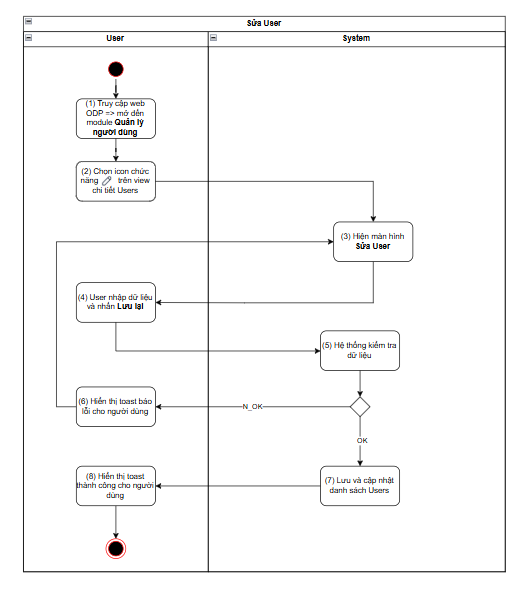 Sửa User
User
System
(1) Truy cập web
ODP => mở đến
module Quản lý
người dùng
(2) Chọn icon chức
năng trên view
chi tiết Users
(3) Hiện màn hình
Sửa User
(4) User nhập dữ liệu
và nhấn Lưu lại
(5) Hệ thống kiểm tra
dữ liệu
(6) Hiển thị toast báo
lỗi cho người dùng
N_OK
OK
(8) Hiển thị toast
thành công cho người
dùng
(7) Lưu và cập nhật
danh sách Users